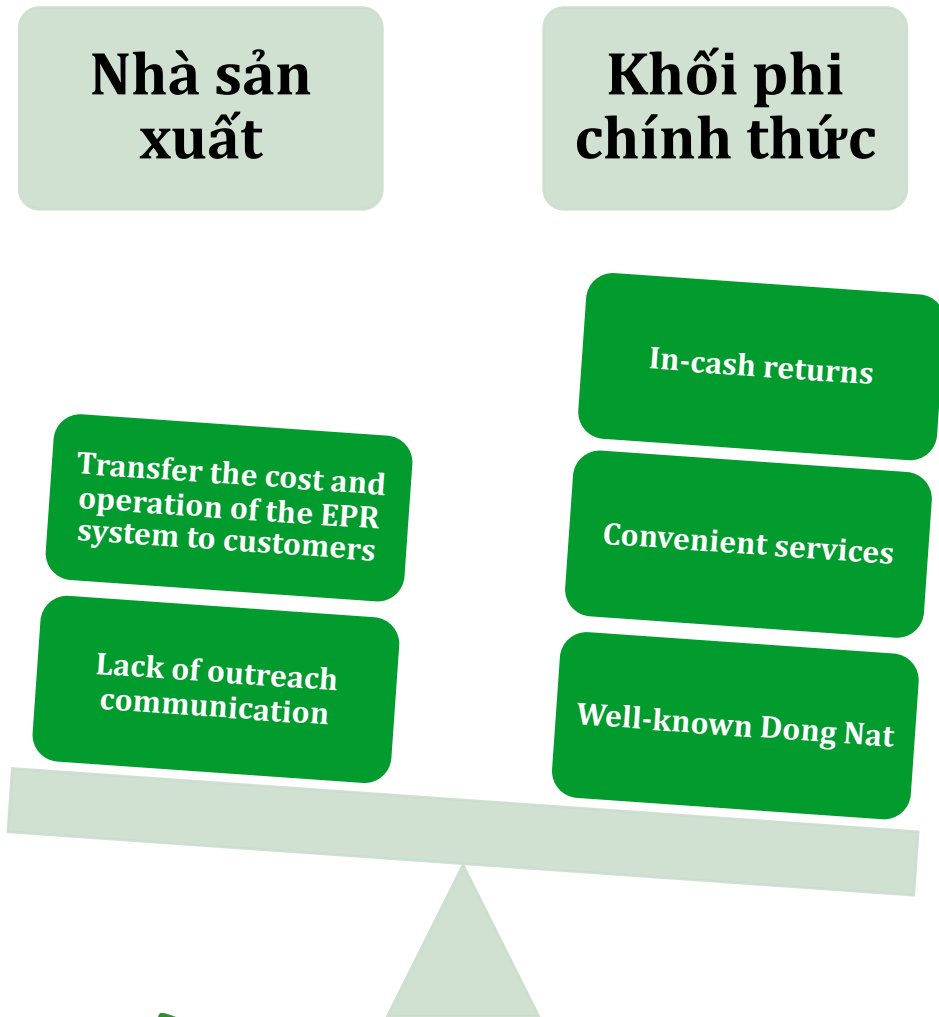 Nhà sản
xuất
Khối phi
chính thức
Transfer the cost and
operation of the EPR
system to customers
Lack of outreach
communication
In-cash returns
Convenient services
Well-known Dong Nat